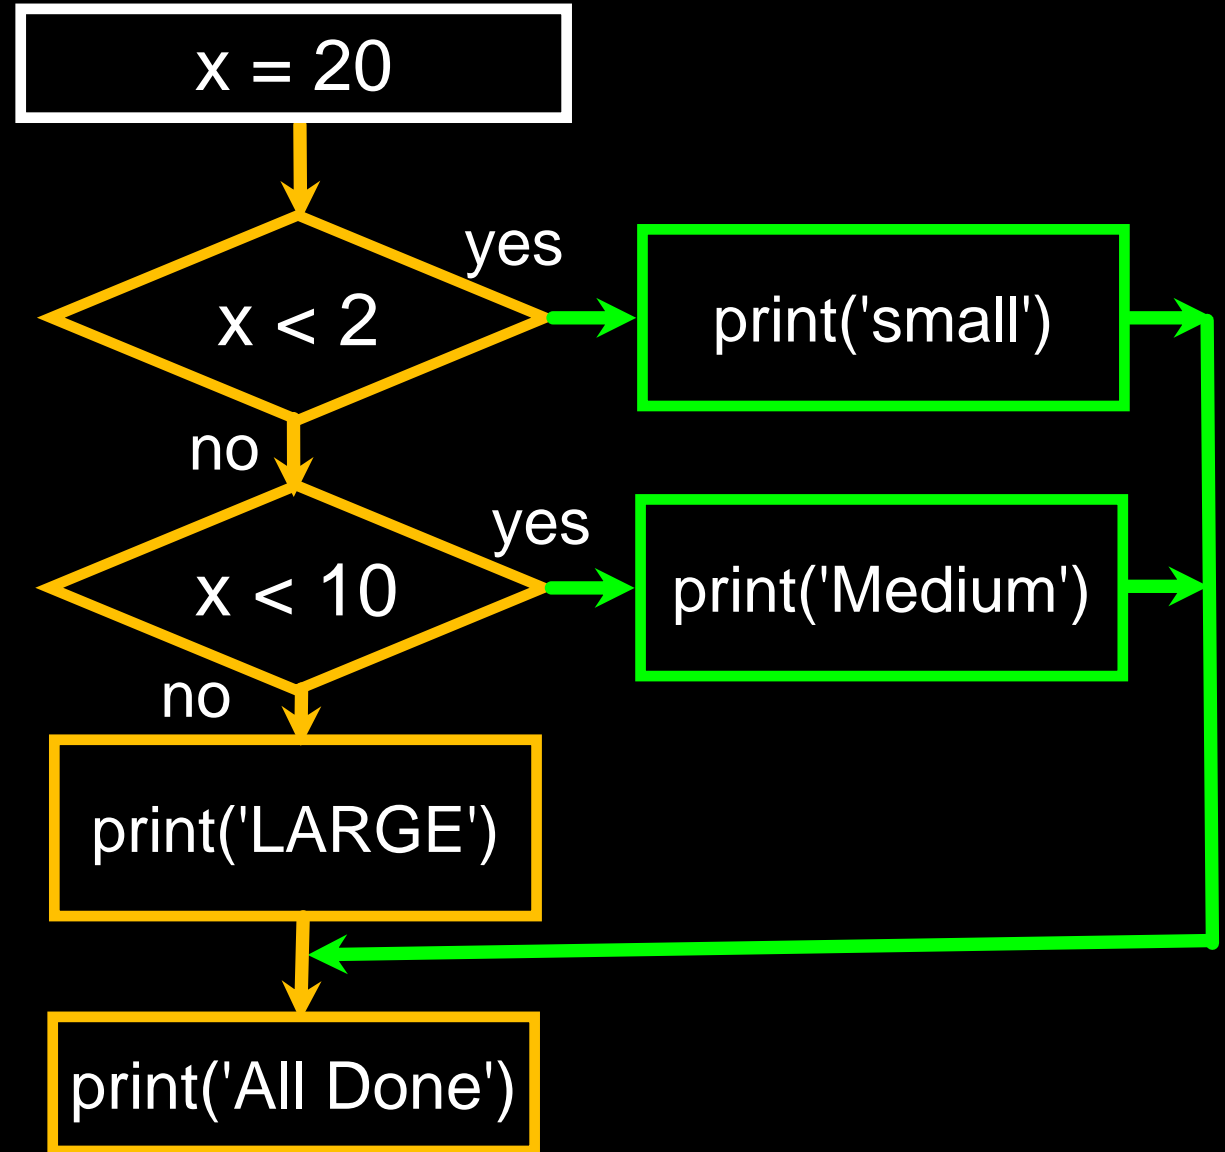 x = 20
x < 2
yes
print('small')
no
x < 10
yes
print('Medium')
no
print('LARGE')
print('All Done')